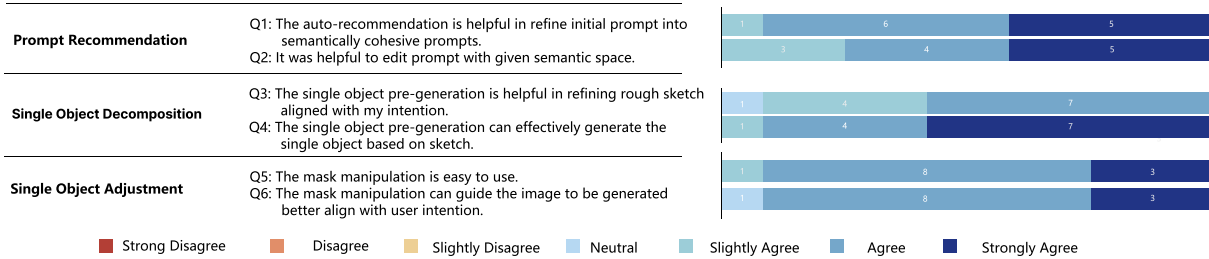 Prompt Recommendation
Q1: The auto-recommendation is helpful in refine initial prompt into
semantically cohesive prompts.
Q2: It was helpful to edit prompt with given semantic space.
1 6 5
3 4 5
Single Object Decomposition
Q3: The single object pre-generation is helpful in refining rough sketch
aligned with my intention.
Q4: The single object pre-generation can effectively generate the
single object based on sketch.
1 4 7
1 4 7
Single Object Adjustment
Q5: The mask manipulation is easy to use.
Q6: The mask manipulation can guide the image to be generated
better align with user intention.
1 8 3
1 8 3
Strong Disagree Disagree Slightly Disagree Neutral Slightly Agree Agree Strongly Agree